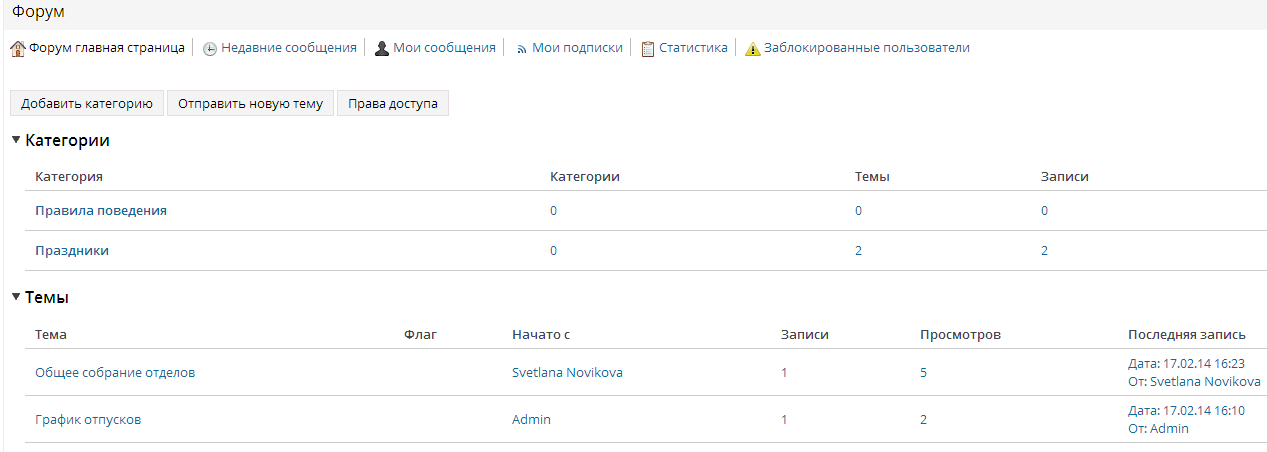 Форум
Форум главная страница Недавние сообщения Мои сообщения Мои подписки Статистика Заблокированные пользователи
Добавить категорию Отправить новую тему Права доступа
Категории
Категория Категории Темы Записи
Правила поведения 0 0 0
Праздники 0 2 2
Темы
Тема Флаг Начато с Записи Просмотров Последняя запись
Общее собрание отделов Svetlana Novikova 1 5 Дата: 17.02.14 16:23
От: Svetlana Novikova
График отпусков Admin 1 2 Дата: 17.02.14 16:10
От: Admin